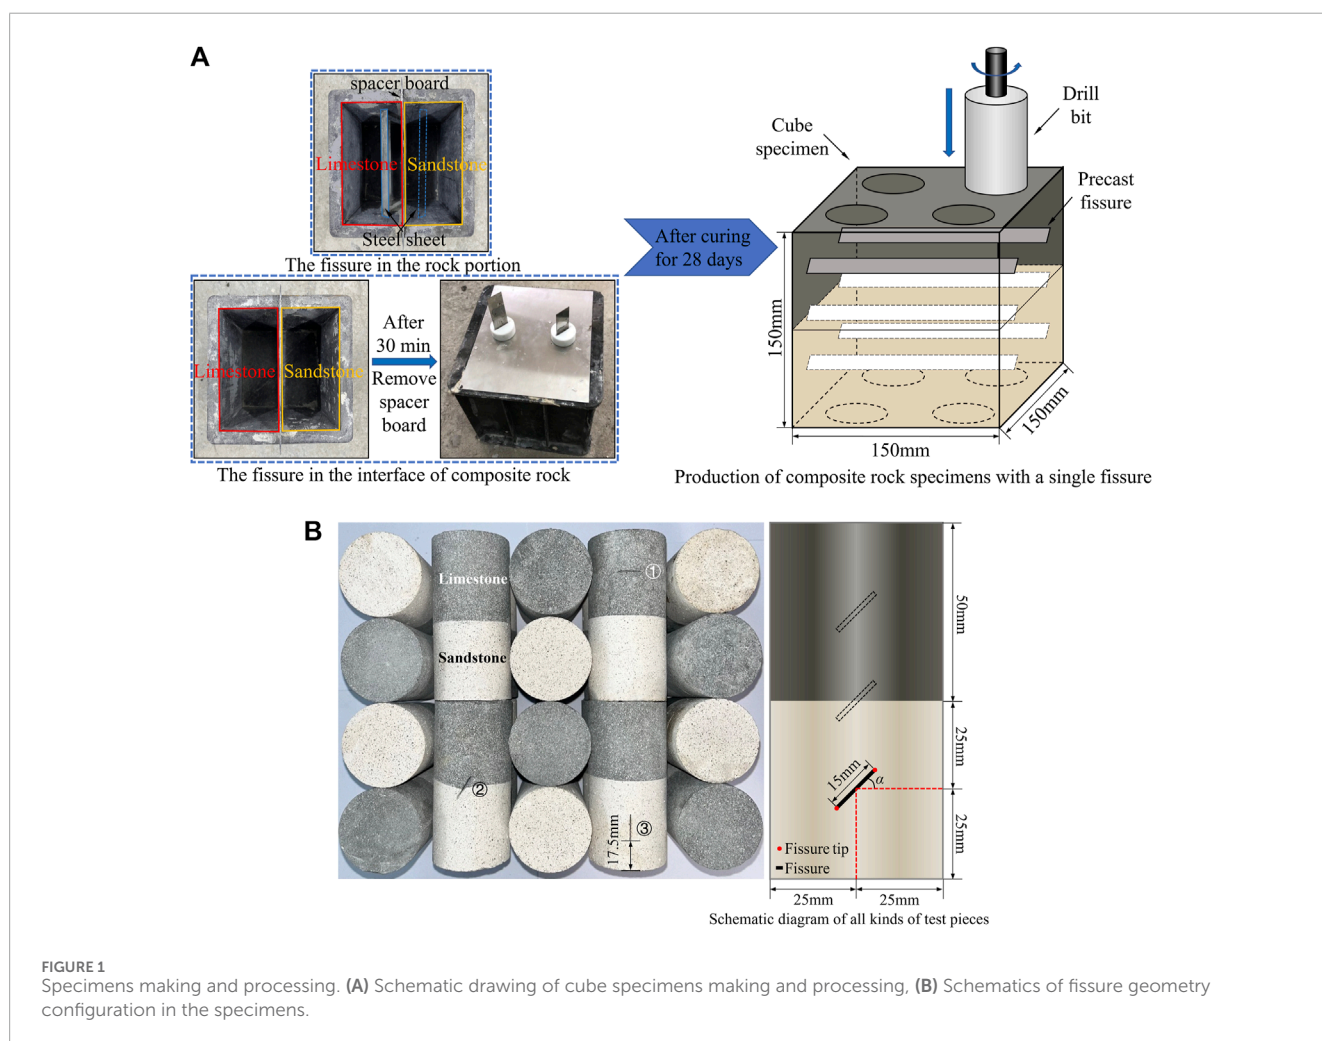 A
spacer board
Limestone
Sandstone
Steel sheet
The fissure in the rock portion
Limestone
Sandstone
After
30 min
Remove
spacer
board
The fissure in the interface of composite rock
After curing
for 28 days
Cube
specimen
Drill
bit
Precast
fissure
150mm
150mm
150mm
Production of composite rock specimens with a single fissure
B
Limestone
Sandstone
①
②
③
17.5mm
50mm
25mm
25mm
15mm
α
Fissure tip
Fissure
25mm
25mm
Schematic diagram of all kinds of test pieces
FIGURE 1
Specimens making and processing. (A) Schematic drawing of cube specimens making and processing, (B) Schematics of fissure geometry
configuration in the specimens.